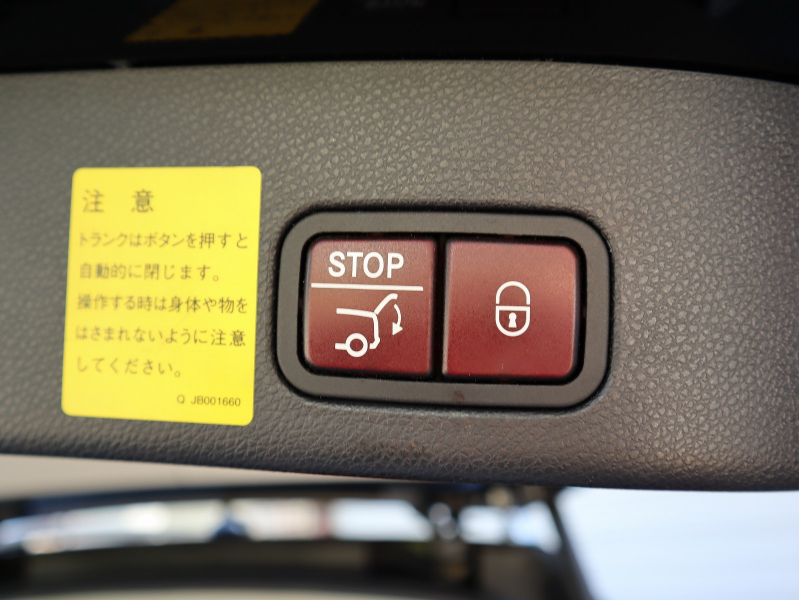 注 意
トランクはボタンを押すと
自動的に閉じます。
操作する時は身体や物を
はさまれないように注意
してください。
Q JB001660
STOP